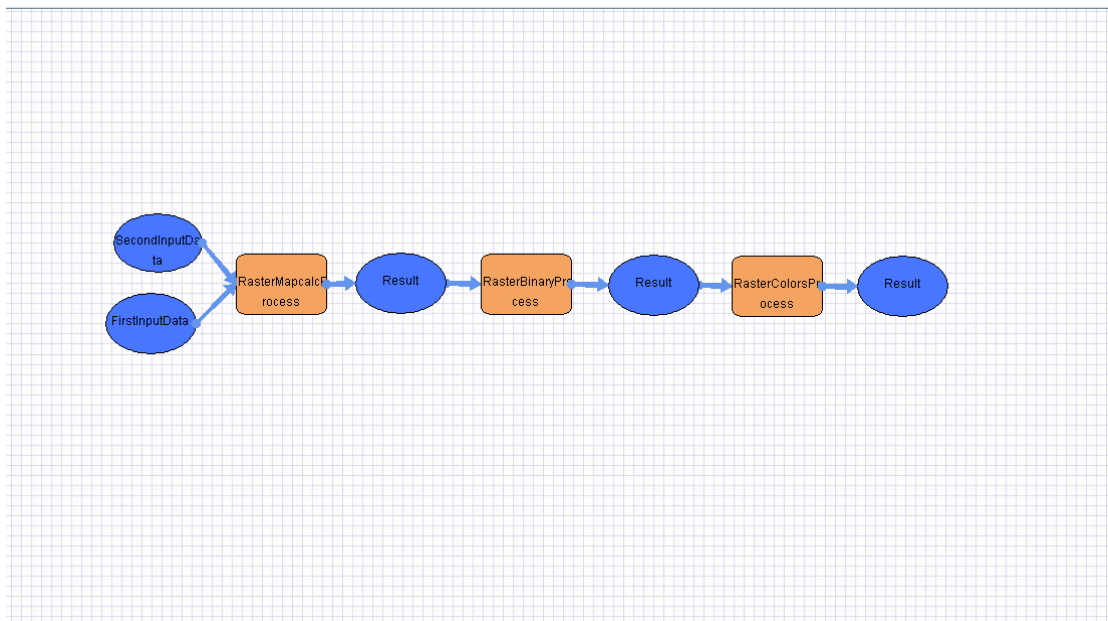 SecondInputDa
ta
FirstInputData
RasterMapcalcP
rocess
Result
RasterBinaryPro
cess
Result
RasterColorsPr
ocess
Result